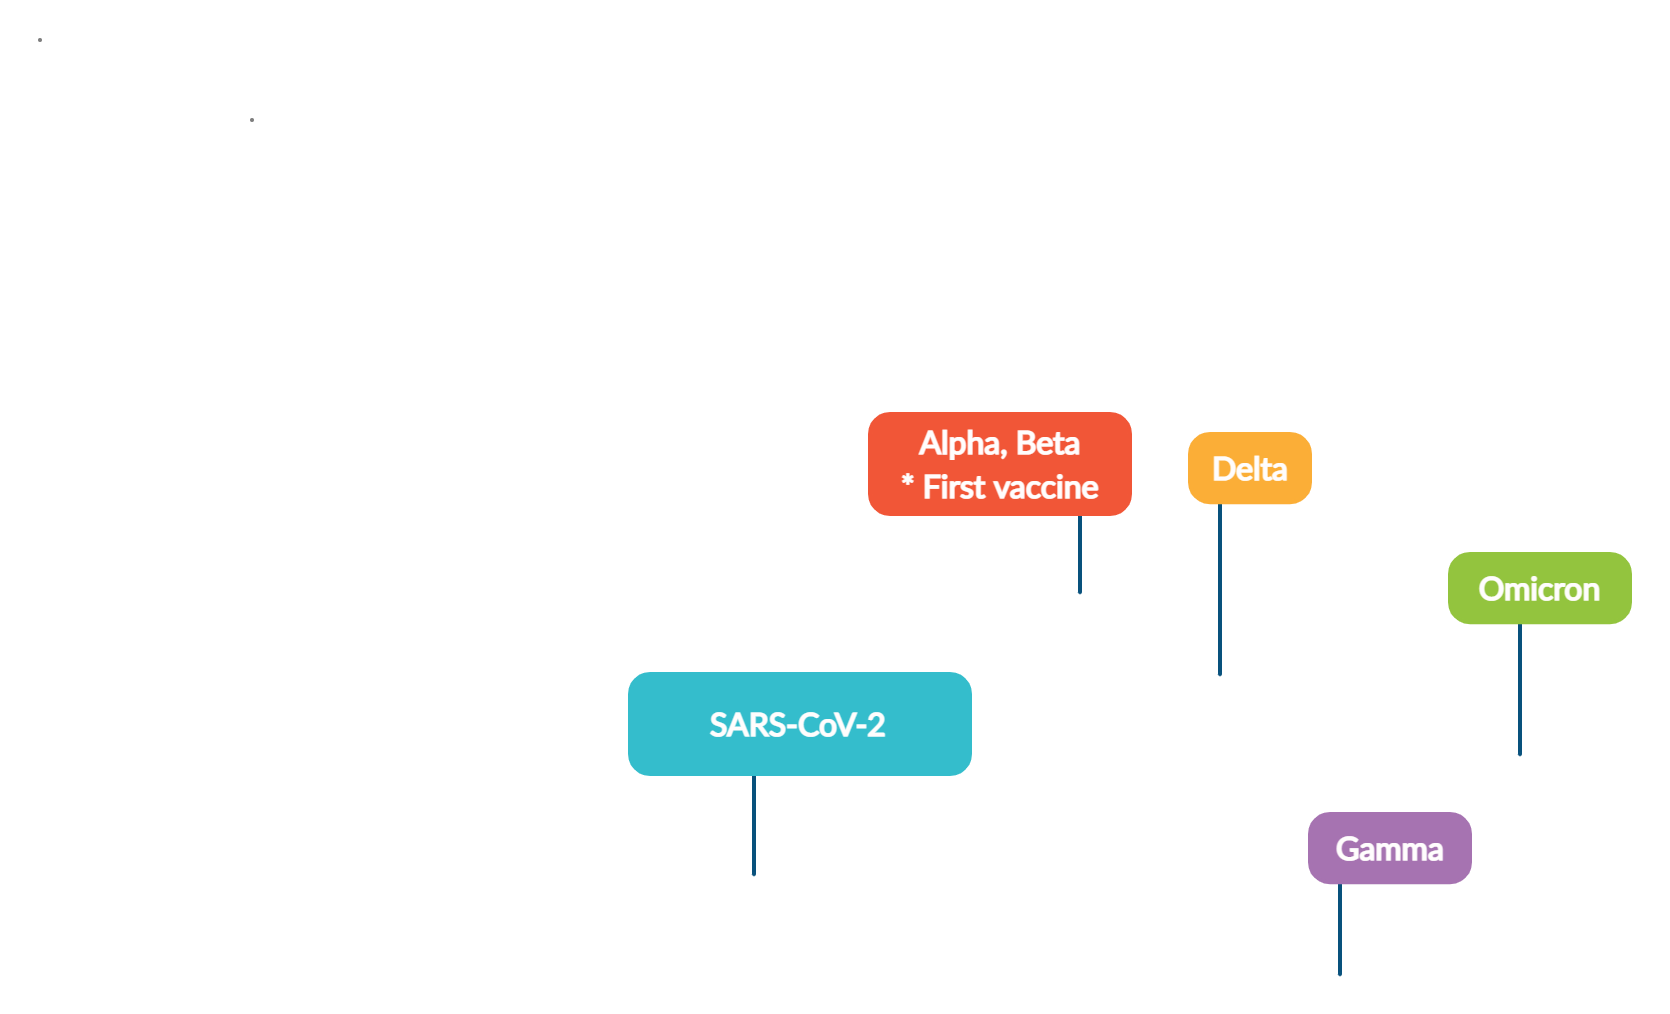 Alpha, Beta
* First vaccine
Delta
Omicron
SARS-CoV-2
Gamma